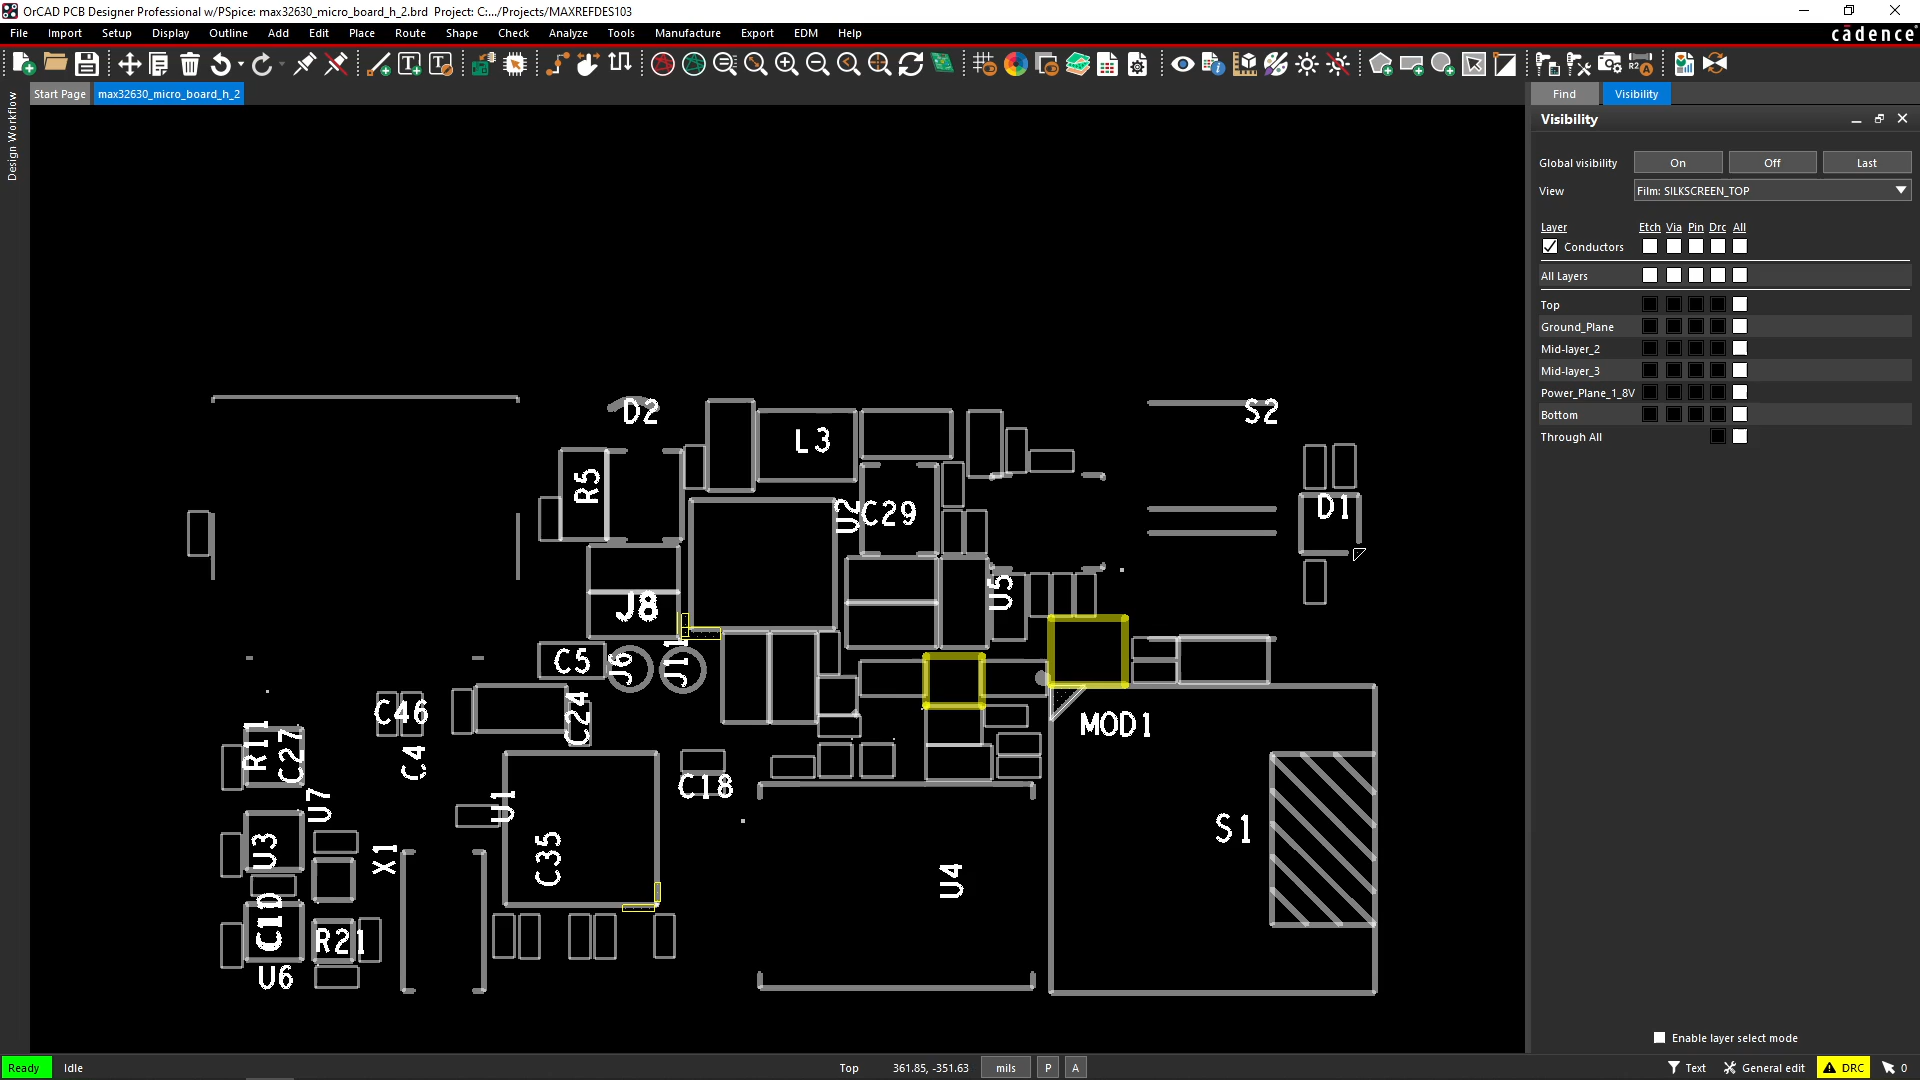 OrCAD PCB Designer Professional w/PSpice: max32630_micro_board_h_2.brd Project: C:.../Projects/MAXREFDES103
File Import Setup Display Outline Add Edit Place Route Shape Check Analyze Tools Manufacture Export EDM Help
cādence
Start Page max32630_micro_board_h_2
Design Workflow
Find Visibility
Visibility
Global visibility On Off Last
View Film: SILKSCREEN_TOP
Layer Etch Via Pin Drc All
Conductors
All Layers
Top
Ground_Plane
Mid-layer_2
Mid-layer_3
Power_Plane_1_8V
Bottom
Through All
D2
S2
L3
R5
U2
C29
D1
J8
U5
C5
J6
J11
C46
C24
MOD1
R11
C27
C4
C18
U7
U1
S1
U3
X1
C35
U4
C10
R21
U6
Enable layer select mode
Ready Idle Top 361.85, -351.63 mils P A Text General edit DRC 0